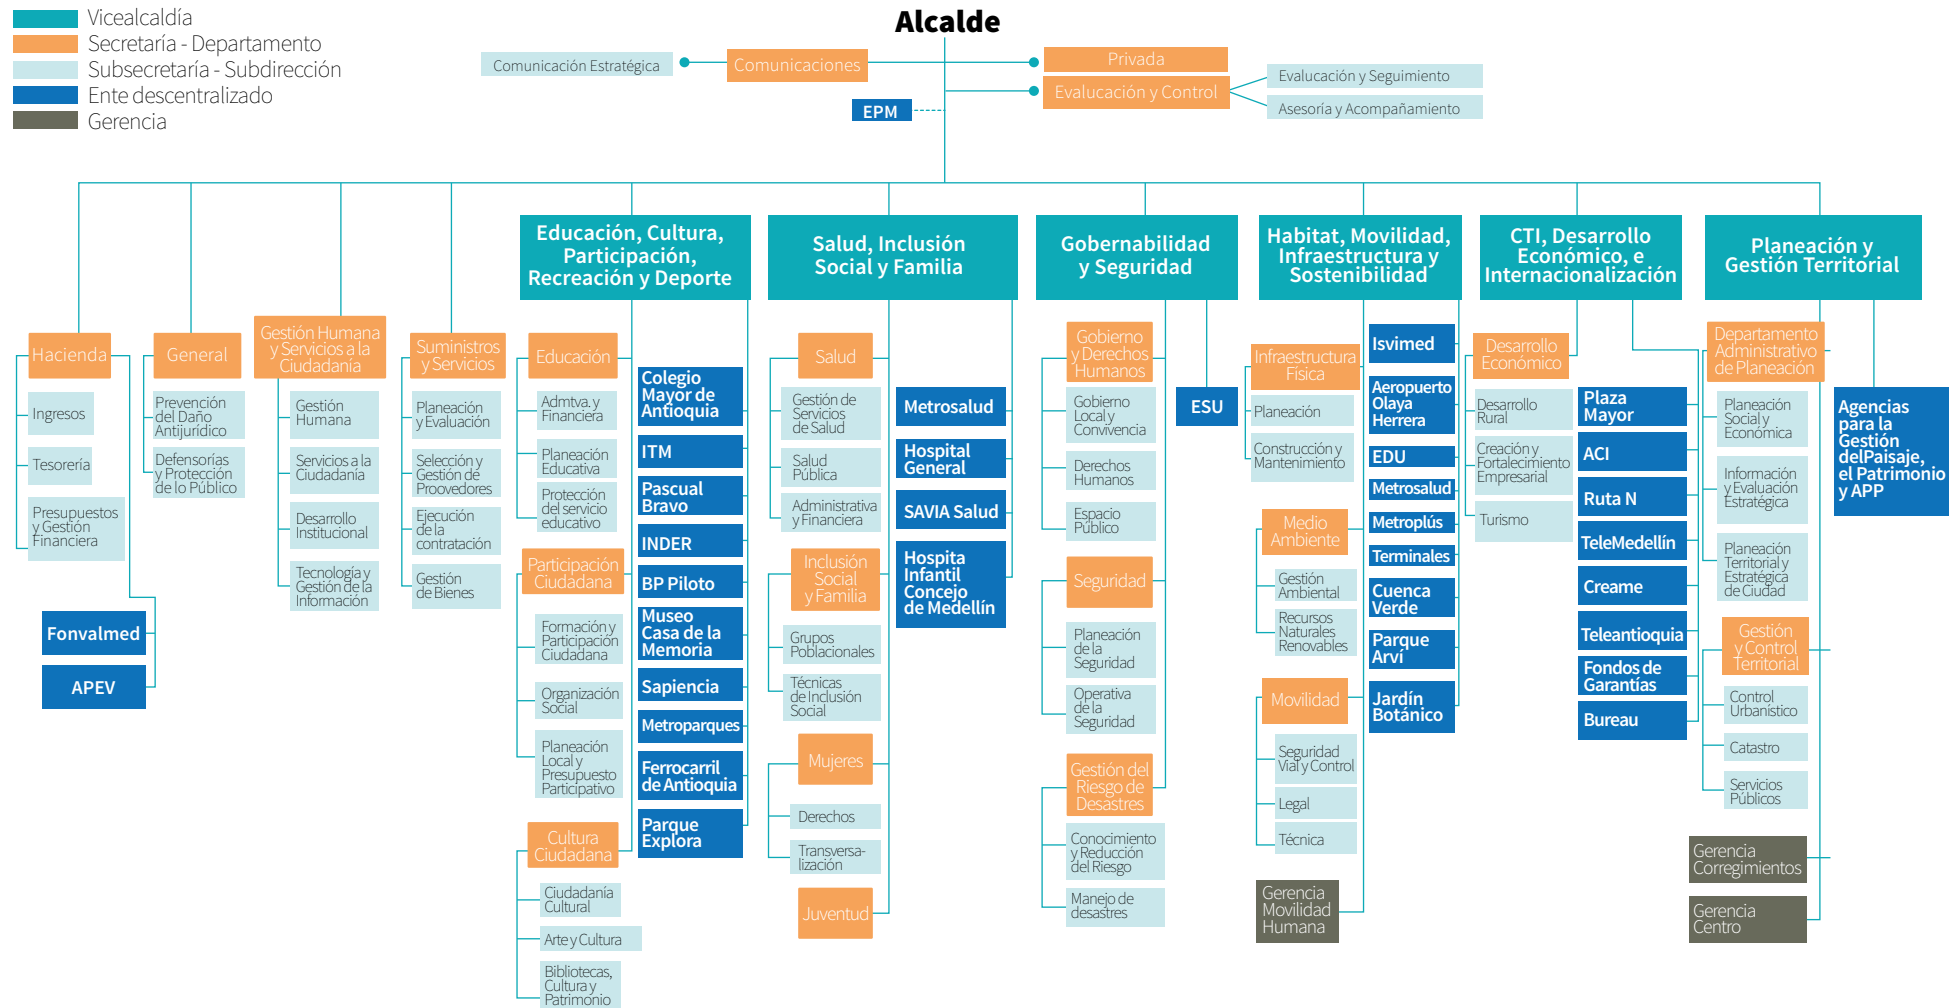 Vicealcaldía
Secretaría - Departamento
Subsecretaría - Subdirección
Ente descentralizado
Gerencia
Alcalde
Comunicación Estratégica
Comunicaciones
Privada
Evalucación y Control
Evalucación y Seguimiento
Asesoría y Acompañamiento
EPM
Hacienda
Ingresos
Tesorería
Presupuestos
y Gestión
Financiera
Fonvalmed
APEV
General
Prevención
del Daño
Antijurídico
Defensorías
y Protección
de lo Público
Gestión Humana
y Servicios a la
Ciudadanía
Gestión
Humana
Servicios a la
Ciudadanía
Desarrollo
Institucional
Tecnología y
Gestión de la
Información
Suministros
y Servicios
Planeación
y Evaluación
Selección y
Gestión de
Proovedores
Ejecución
de la
contratación
Gestión
de Bienes
Educación, Cultura,
Participación,
Recreación y Deporte
Educación
Admtva. y
Financiera
Planeación
Educativa
Protección
del servicio
educativo
Participación
Ciudadana
Formación y
Participación
Ciudadana
Organización
Social
Planeación
Local y
Presupuesto
Participativo
Cultura
Ciudadana
Ciudadanía
Cultural
Arte y Cultura
Bibliotecas,
Cultura y
Patrimonio
Colegio
Mayor de
Antioquia
ITM
Pascual
Bravo
INDER
BP Piloto
Museo
Casa de la
Memoria
Sapiencia
Metroparques
Ferrocarril
de Antioquia
Parque
Explora
Salud, Inclusión
Social y Familia
Salud
Gestión de
Servicios
de Salud
Salud
Pública
Administrativa
y Financiera
Inclusión
Social
y Familia
Grupos
Poblacionales
Técnicas
de Inclusión
Social
Mujeres
Derechos
Transversa-
lización
Juventud
Metrosalud
Hospital
General
SAVIA Salud
Hospita
Infantil
Concejo
de Medellín
Gobernabilidad
y Seguridad
Gobierno
y Derechos
Humanos
Gobierno
Local y
Convivencia
Derechos
Humanos
Espacio
Público
Seguridad
Planeación
de la
Seguridad
Operativa
de la
Seguridad
Gestión del
Riesgo de
Desastres
Conocimiento
y Reducción
del Riesgo
Manejo de
desastres
ESU
Habitat, Movilidad,
Infraestructura y
Sostenibilidad
Infraestructura
Física
Planeación
Construcción y
Mantenimiento
Medio
Ambiente
Gestión
Ambiental
Recursos
Naturales
Renovables
Movilidad
Seguridad
Vial y Control
Legal
Técnica
Gerencia
Movilidad
Humana
Isvimed
Aeropuerto
Olaya
Herrera
EDU
Metrosalud
Metroplús
Terminales
Cuenca
Verde
Parque
Arví
Jardín
Botánico
CTI, Desarrollo
Económico, e
Internacionalización
Desarrollo
Económico
Desarrollo
Rural
Creación y
Fortalecimiento
Empresarial
Turismo
Plaza
Mayor
ACI
Ruta N
TeleMedellín
Creame
Teleantioquia
Fondos de
Garantías
Bureau
Planeación y
Gestión Territorial
Departamento
Administrativo
de Planeación
Planeación
Social y
Económica
Información
y Evaluación
Estratégica
Planeación
Territorial y
Estratégica
de Ciudad
Gestión
y Control
Territorial
Control
Urbanístico
Catastro
Servicios
Públicos
Gerencia
Corregimientos
Gerencia
Centro
Agencias
para la
Gestión
delPaisaje,
el Patrimonio
y APP